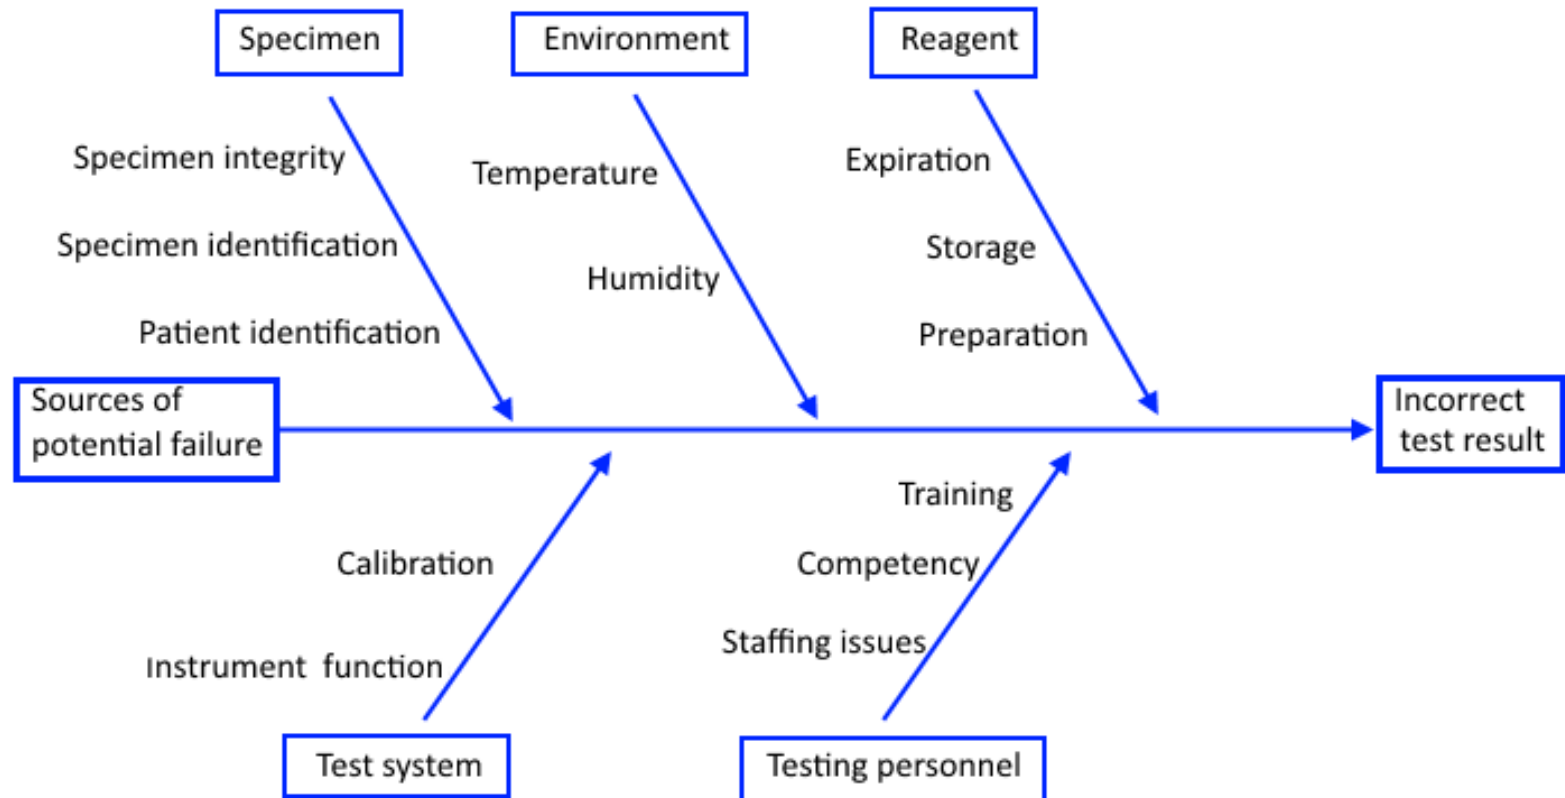 Specimen
Environment
Reagent
Specimen integrity
Specimen identification
Patient identification
Temperature
Humidity
Expiration
Storage
Preparation
Sources of
potential failure
Incorrect
test result
Calibration
Instrument function
Training
Competency
Staffing issues
Test system
Testing personnel